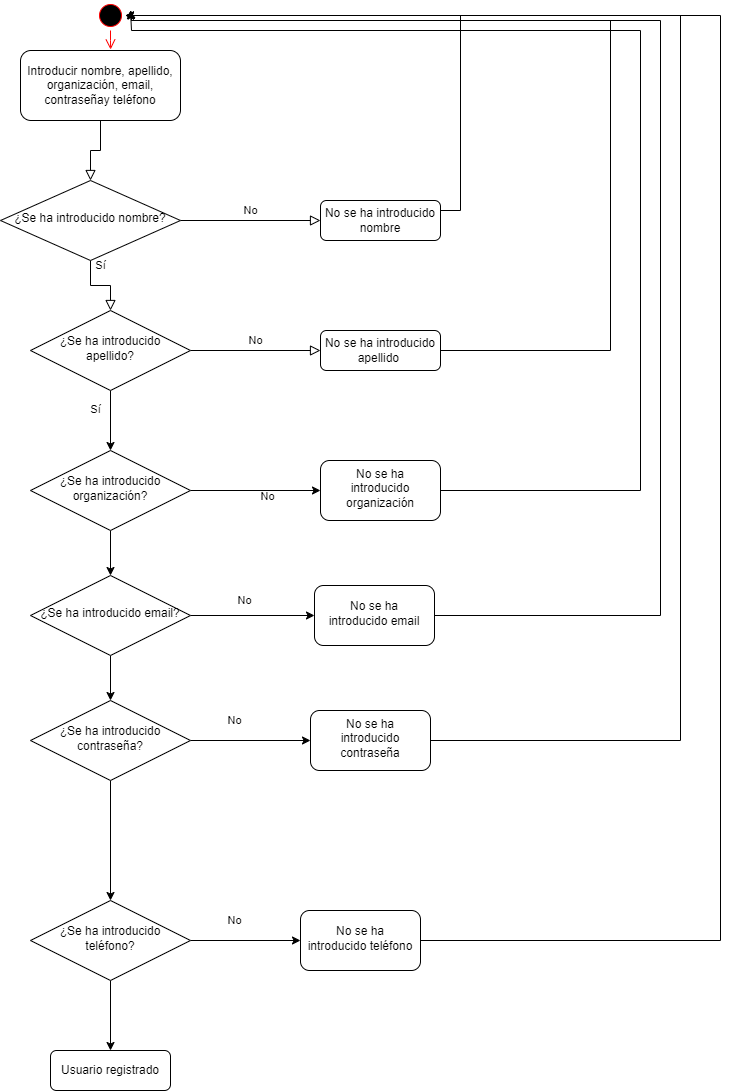 Introducir nombre, apellido,
organización, email,
contraseñay teléfono
¿Se ha introducido nombre?
No
No se ha introducido
nombre
Sí
¿Se ha introducido
apellido?
No
No se ha introducido
apellido
Sí
¿Se ha introducido
organización?
No
No se ha
introducido
organización
¿Se ha introducido email?
No
No se ha
introducido email
¿Se ha introducido
contraseña?
No
No se ha
introducido
contraseña
¿Se ha introducido
teléfono?
No
No se ha
introducido teléfono
Usuario registrado